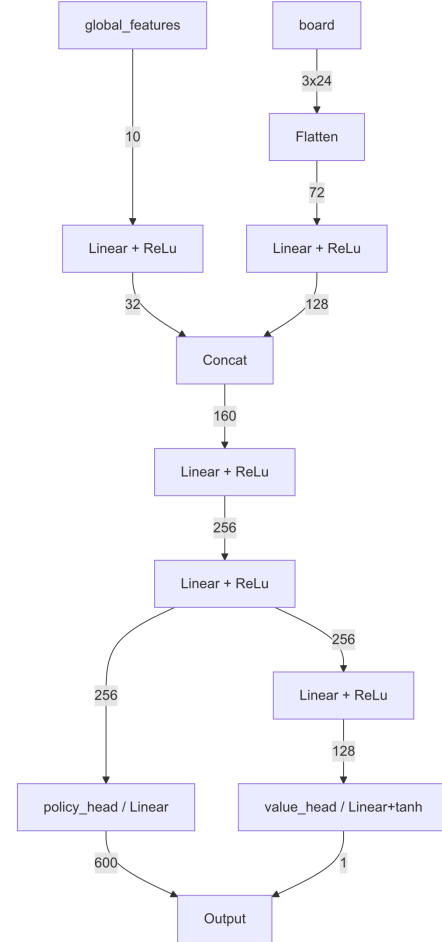 global_features
board
3x24
Flatten
10
72
Linear + ReLu
Linear + ReLu
32
128
Concat
160
Linear + ReLu
256
Linear + ReLu
256
256
Linear + ReLu
128
policy_head / Linear
value_head / Linear+tanh
600
1
Output